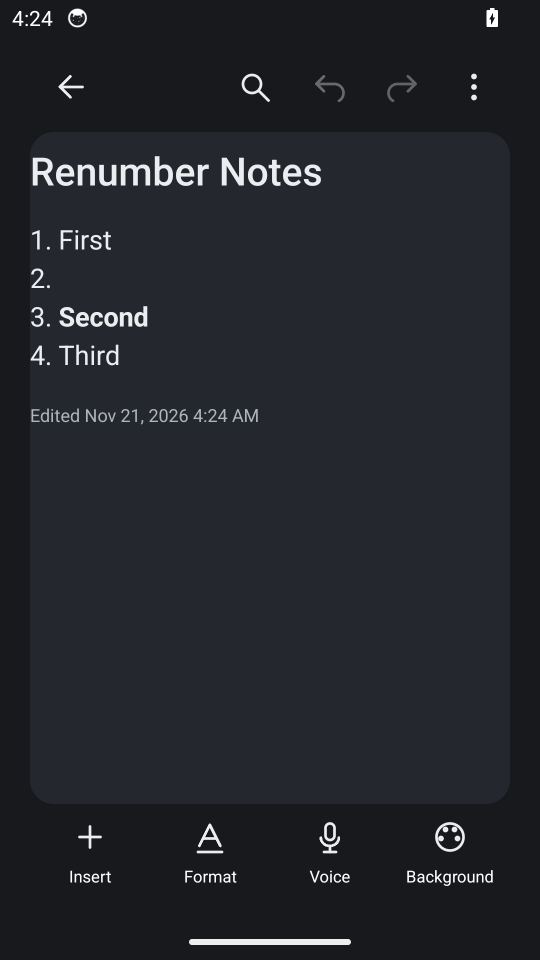 4:24
Renumber Notes
1. First
2.
3. Second
4. Third
Edited Nov 21, 2026 4:24 AM
Insert
Format
Voice
Background